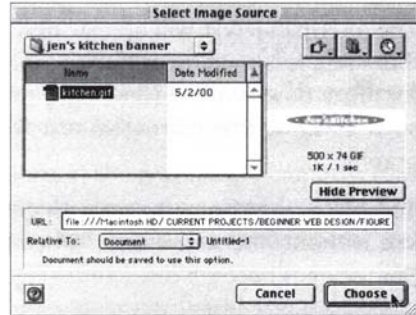 Select Image Source
jen's kitchen banner
Name Date Modified
kitchen.gif 5/2/00
jenskitchen
500 x 74 GIF
1K / 1 sec
Hide Preview
URL: file ///Macintosh HD/ CURRENT PROJECTS/BEGINNER WEB DESIGN/FIGURE
Relative To: Document Untitled-1
Document should be saved to use this option.
Cancel Choose